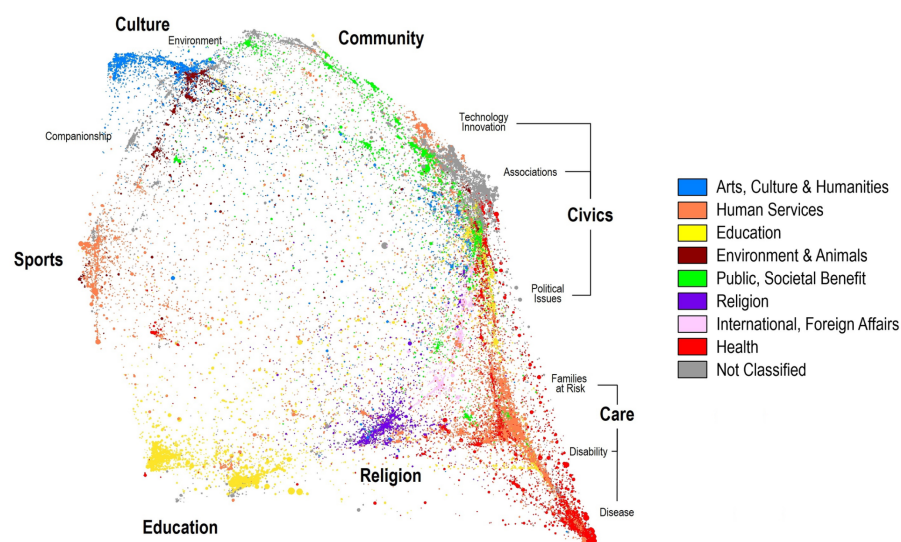 Culture
Environment
Community
Companionship
Technology
Innovation
Associations
Civics
Sports
Political
Issues
Families
at Risk
Care
Disability
Religion
Disease
Education
Arts, Culture & Humanities
Human Services
Education
Environment & Animals
Public, Societal Benefit
Religion
International, Foreign Affairs
Health
Not Classified